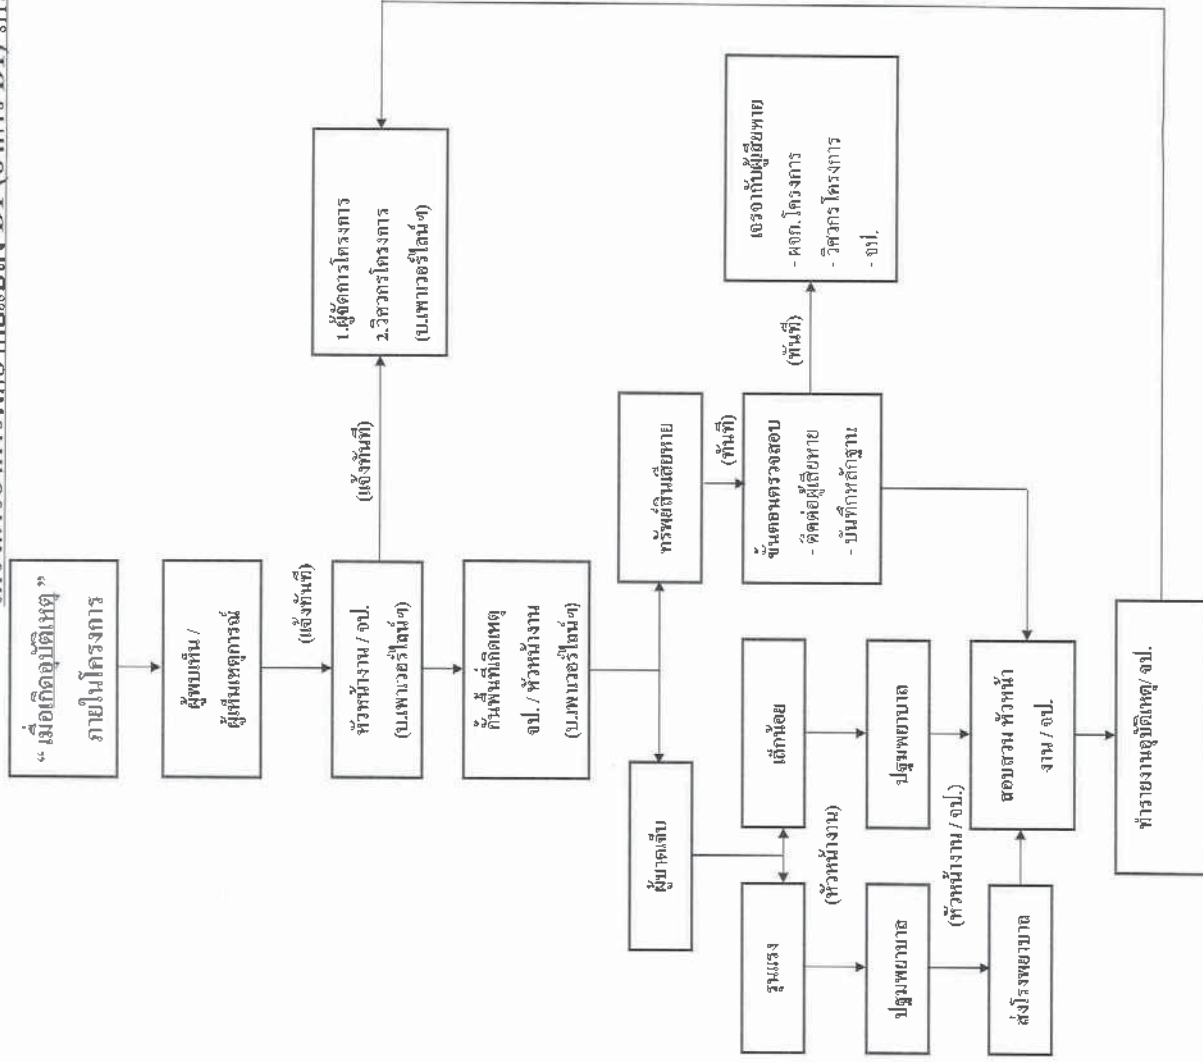 “ เมื่อเกิดอุบัติเหตุ ”
ภายในโครงการ
ผู้พบเห็น /
ผู้เห็นเหตุการณ์
(แจ้งทันที)
หัวหน้างาน / จป.
(บ.เพาเวอร์ไลน์ฯ)
(แจ้งทันที)
1.ผู้จัดการโครงการ
2.วิศวกรโครงการ
(บ.เพาเวอร์ไลน์ฯ)
กั้นพื้นที่เกิดเหตุ
จป. / หัวหน้างาน
(บ.เพาเวอร์ไลน์ฯ)
ผู้บาดเจ็บ
ทรัพย์สินเสียหาย
(ทันที)
รุนแรง
เล็กน้อย
(หัวหน้างาน)
ขั้นตอนตรวจสอบ
- ติดต่อผู้เสียหาย
- บันทึกหลักฐาน
(ทันที)
เจรจากับผู้เสียหาย
- ผจก.โครงการ
- วิศวกรโครงการ
- จป.
ปฐมพยาบาล
ปฐมพยาบาล
(หัวหน้างาน / จป.)
ส่งโรงพยาบาล
สอบสวน หัวหน้า
งาน / จป.
ทำรายงานอุบัติเหตุ/ จป.